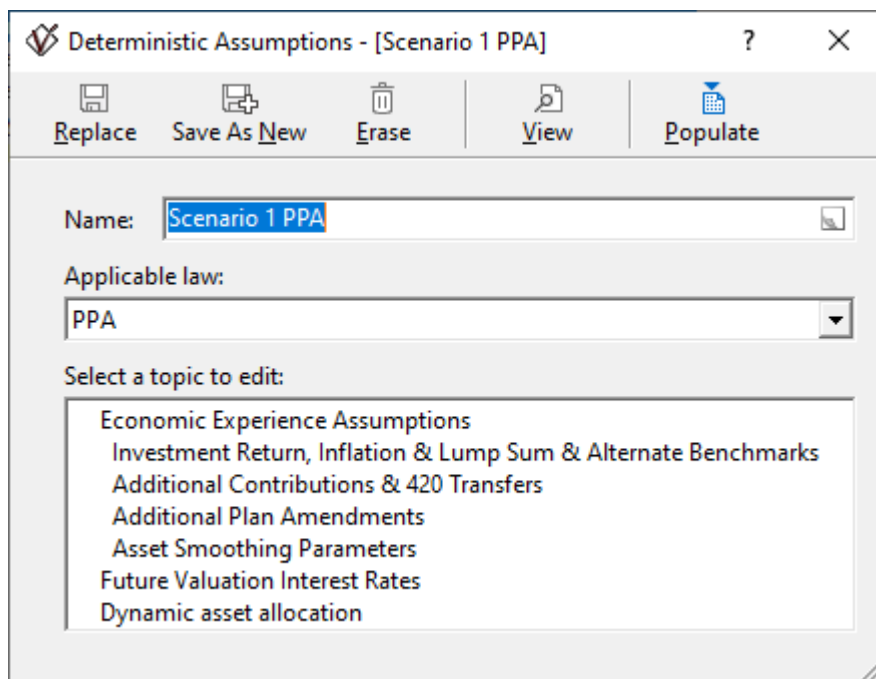 Deterministic Assumptions - [Scenario 1 PPA] ?
Replace Save As New Erase View Populate
Name: Scenario 1 PPA
Applicable law:
PPA
Select a topic to edit:
Economic Experience Assumptions
Investment Return, Inflation & Lump Sum & Alternate Benchmarks
Additional Contributions & 420 Transfers
Additional Plan Amendments
Asset Smoothing Parameters
Future Valuation Interest Rates
Dynamic asset allocation